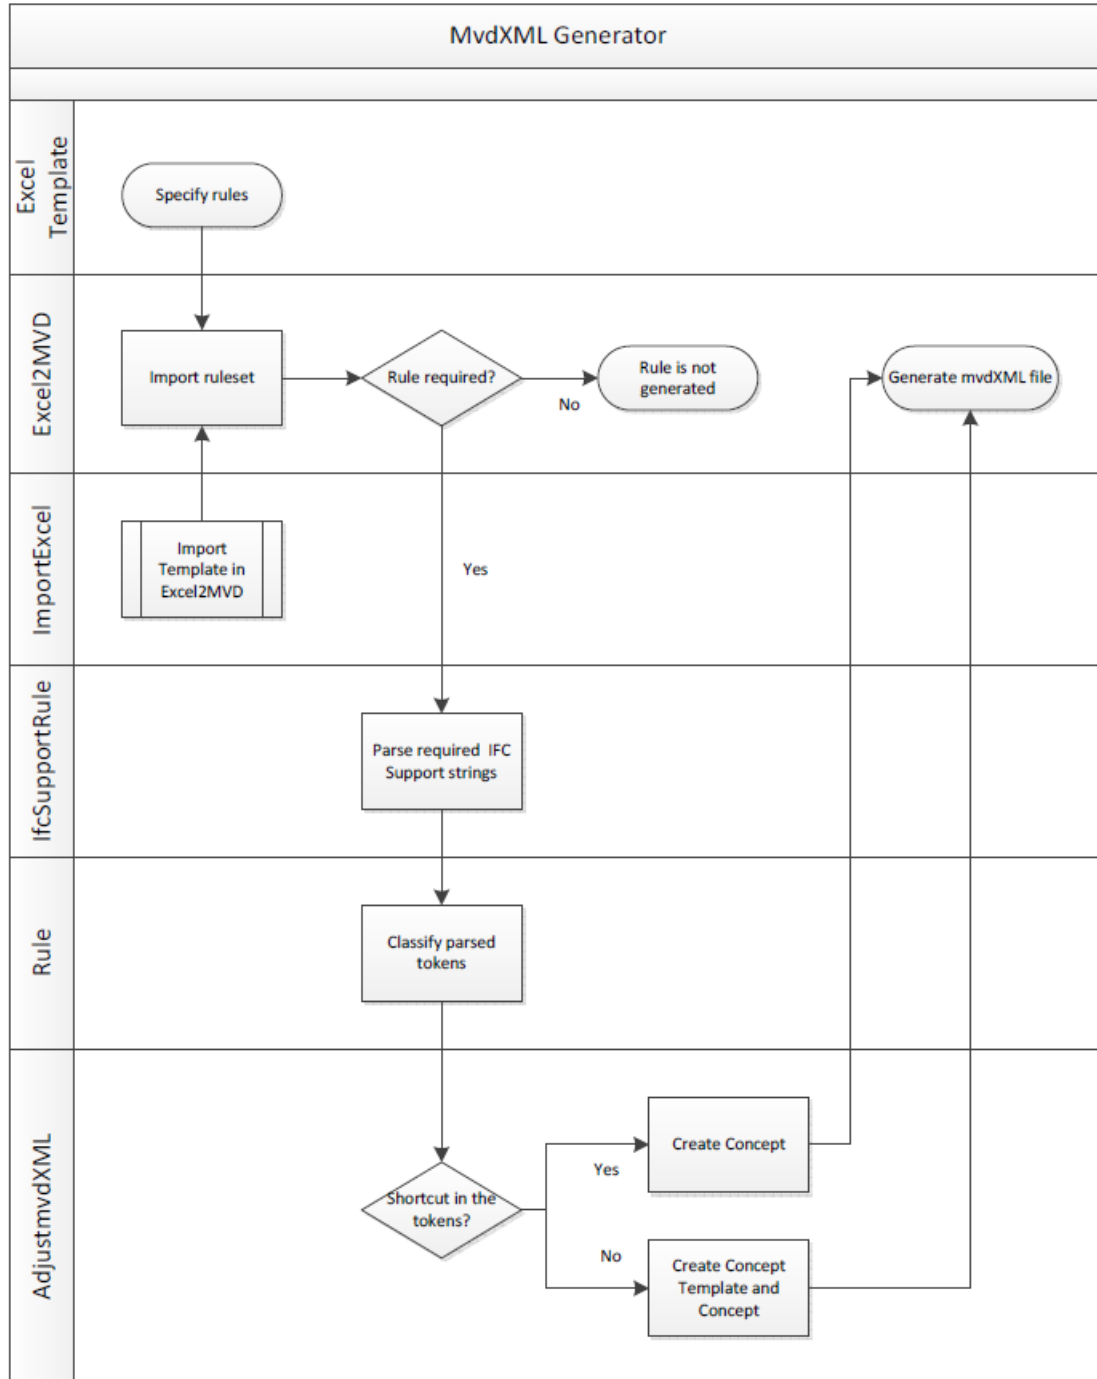 MvdXML Generator
Excel
Template
Specify rules
Excel2MVD
Import ruleset
Rule required?
No
Rule is not
generated
Generate mvdXML file
ImportExcel
Import
Template in
Excel2MVD
Yes
IfcSupportRule
Parse required IFC
Support strings
Rule
Classify parsed
tokens
AdjustmvdXML
Shortcut in the
tokens?
Yes
Create Concept
No
Create Concept
Template and
Concept